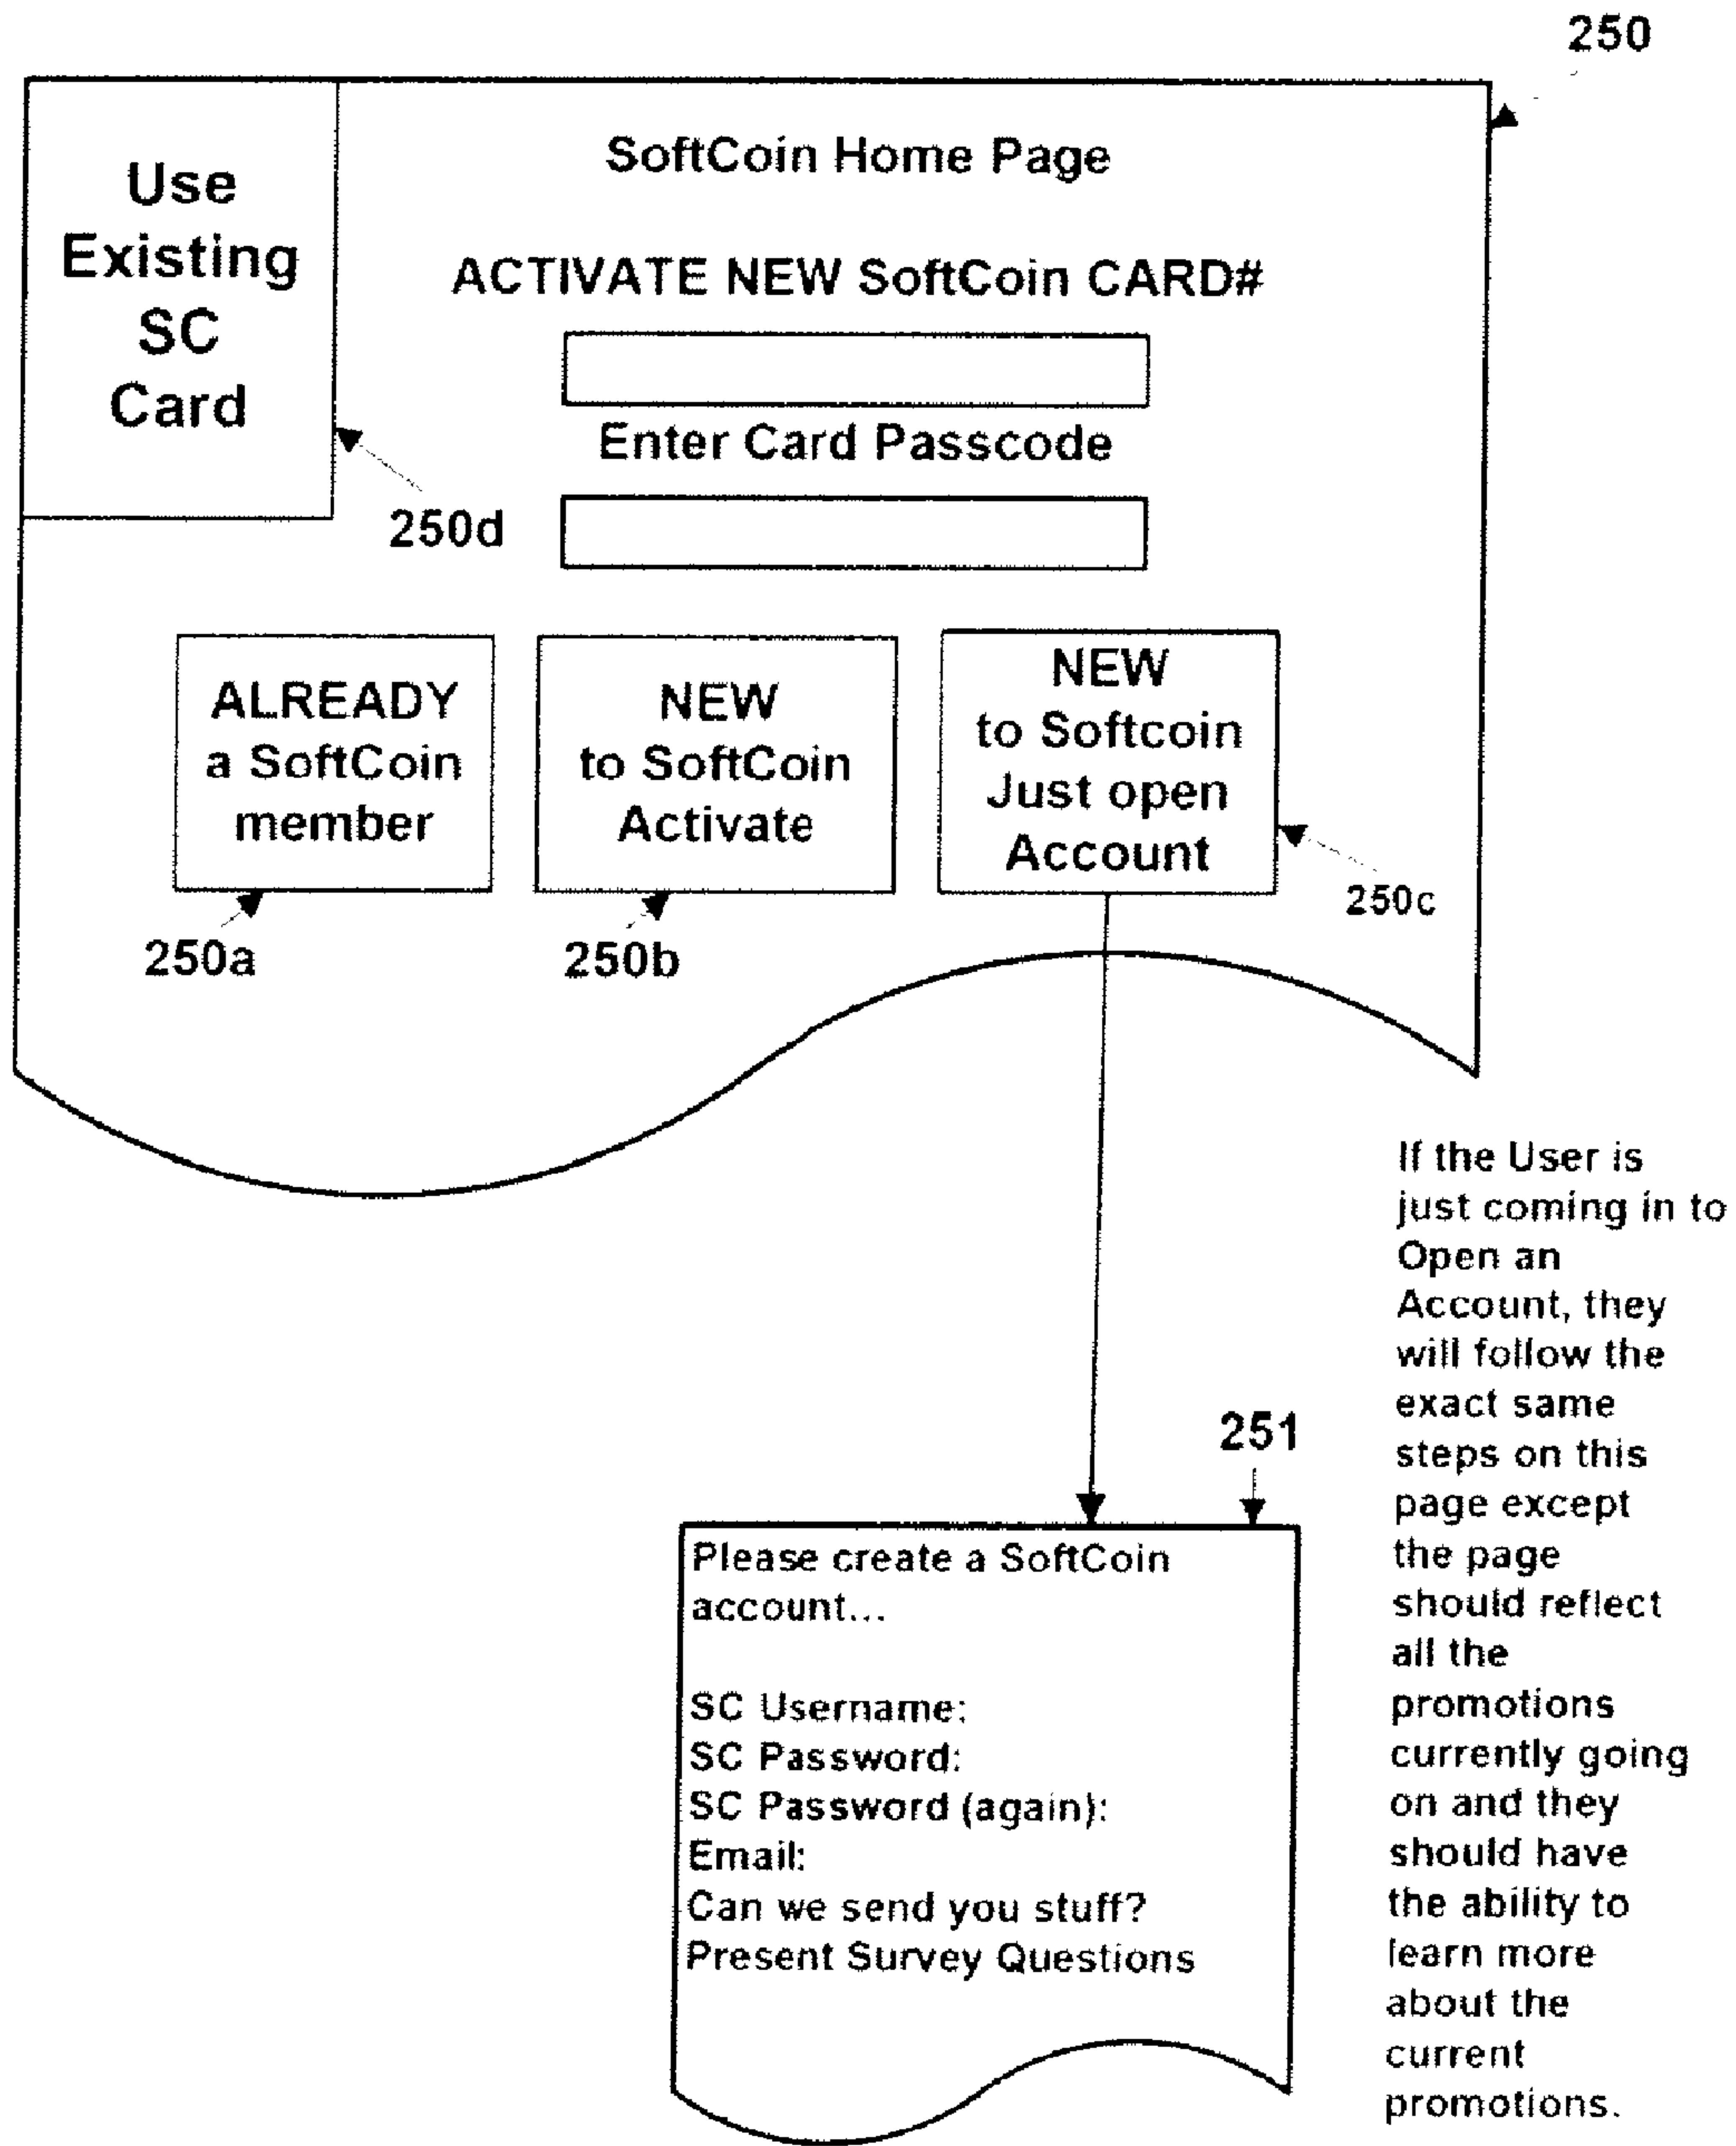 250
Use
Existing
SC
Card
250d
SoftCoin Home Page
ACTIVATE NEW SoftCoin CARD#
Enter Card Passcode
ALREADY
a SoftCoin
member
250a
NEW
to SoftCoin
Activate
250b
NEW
to Softcoin
Just open
Account
250c
251
Please create a SoftCoin
account...
SC Username:
SC Password:
SC Password (again):
Email:
Can we send you stuff?
Present Survey Questions
If the User is
just coming in to
Open an
Account, they
will follow the
exact same
steps on this
page except
the page
should reflect
all the
promotions
currently going
on and they
should have
the ability to
learn more
about the
current
promotions.